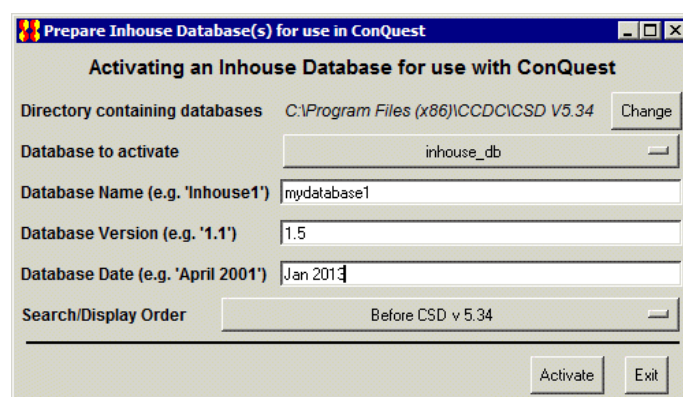 Prepare Inhouse Database(s) for use in ConQuest
Activating an Inhouse Database for use with ConQuest
Directory containing databases C:\Program Files (x86)\CCDC\CSD V5.34 Change
Database to activate inhouse_db
Database Name (e.g. 'Inhouse1') mydatabase1
Database Version (e.g. '1.1') 1.5
Database Date (e.g. 'April 2001') Jan 2013
Search/Display Order Before CSD v 5.34
Activate Exit